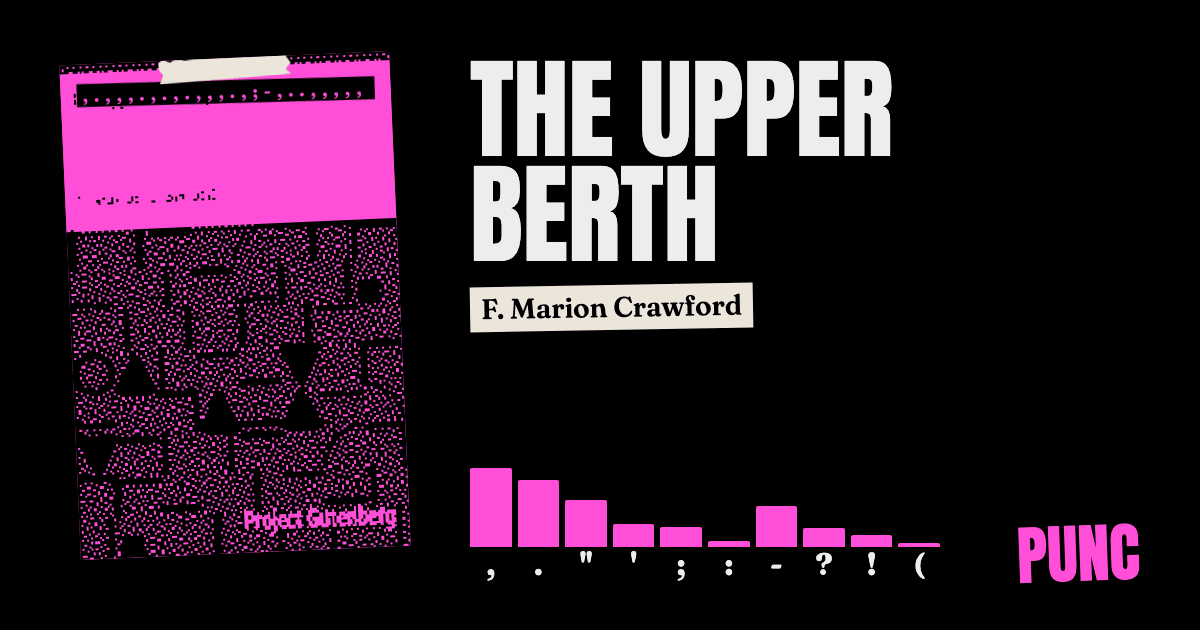 , . , , , . , . , . , , . , ; - , . , , , , ,
THE UPPER
BERTH
F. Marion Crawford
Project Gutenberg
, . " ' ; : - ? ! (
PUNC